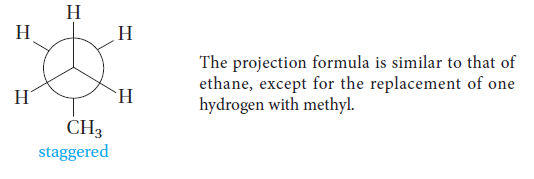 H
H H
The projection formula is similar to that of
ethane, except for the replacement of one
hydrogen with methyl.
H H
CH₃
staggered